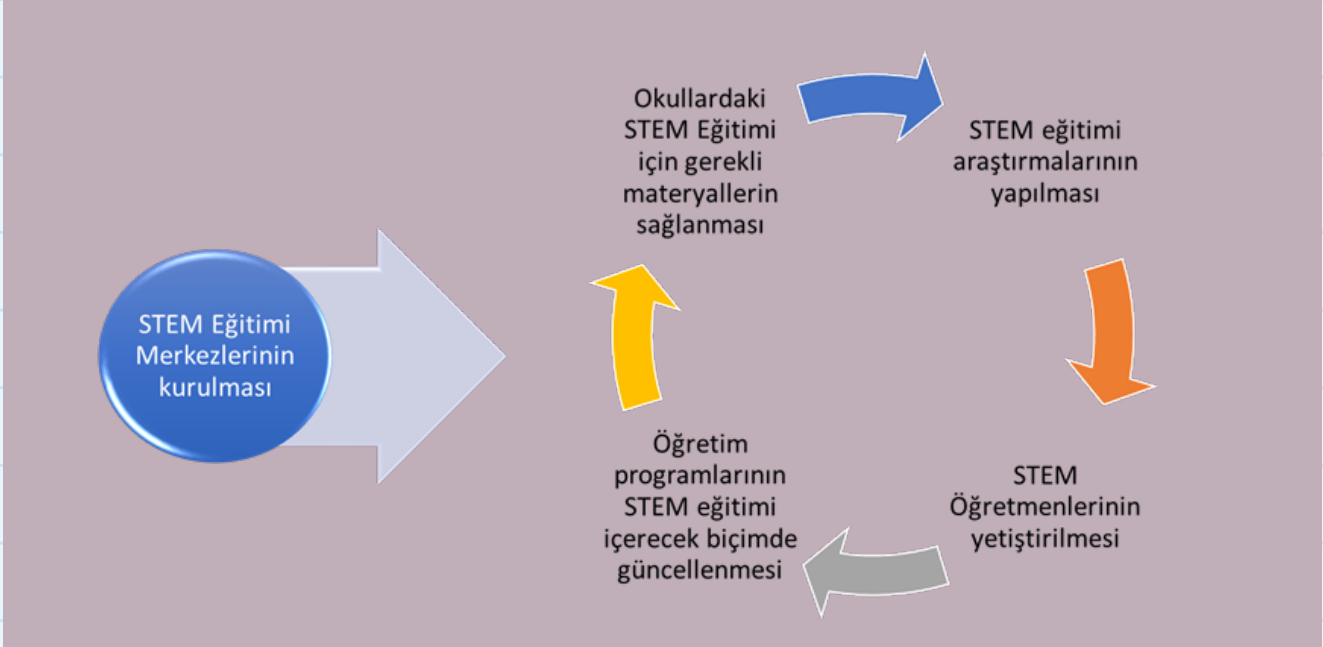 STEM Eğitimi
Merkezlerinin
kurulması
Okullardaki
STEM Eğitimi
için gerekli
materyallerin
sağlanması
STEM eğitimi
araştırmalarının
yapılması
STEM
Öğretmenlerinin
yetiştirilmesi
Öğretim
programlarının
STEM eğitimi
içerecek biçimde
güncellenmesi